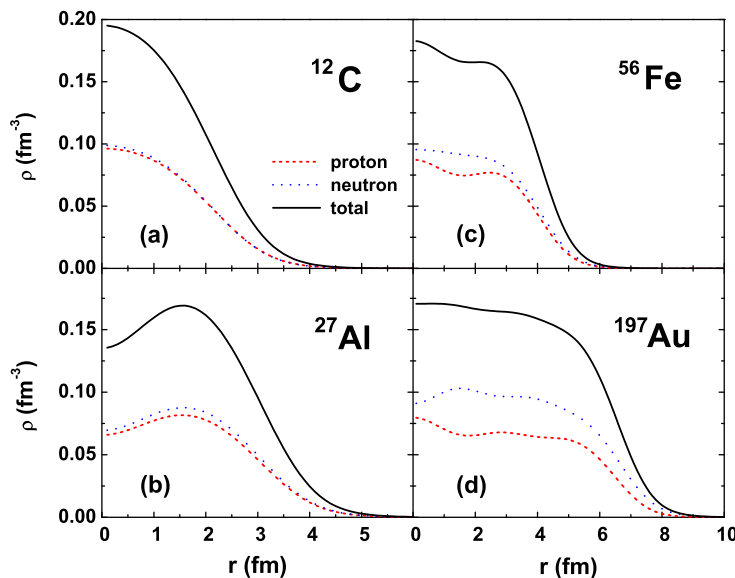 0.20
0.15
0.10
0.05
0.00
ρ (fm⁻³)
¹²C
proton
neutron
total
(a)
⁵⁶Fe
(c)
0.15
0.10
0.05
0.00
ρ (fm⁻³)
²⁷Al
(b)
¹⁹⁷Au
(d)
0 1 2 3 4 5
0 2 4 6 8 10
r (fm)
r (fm)